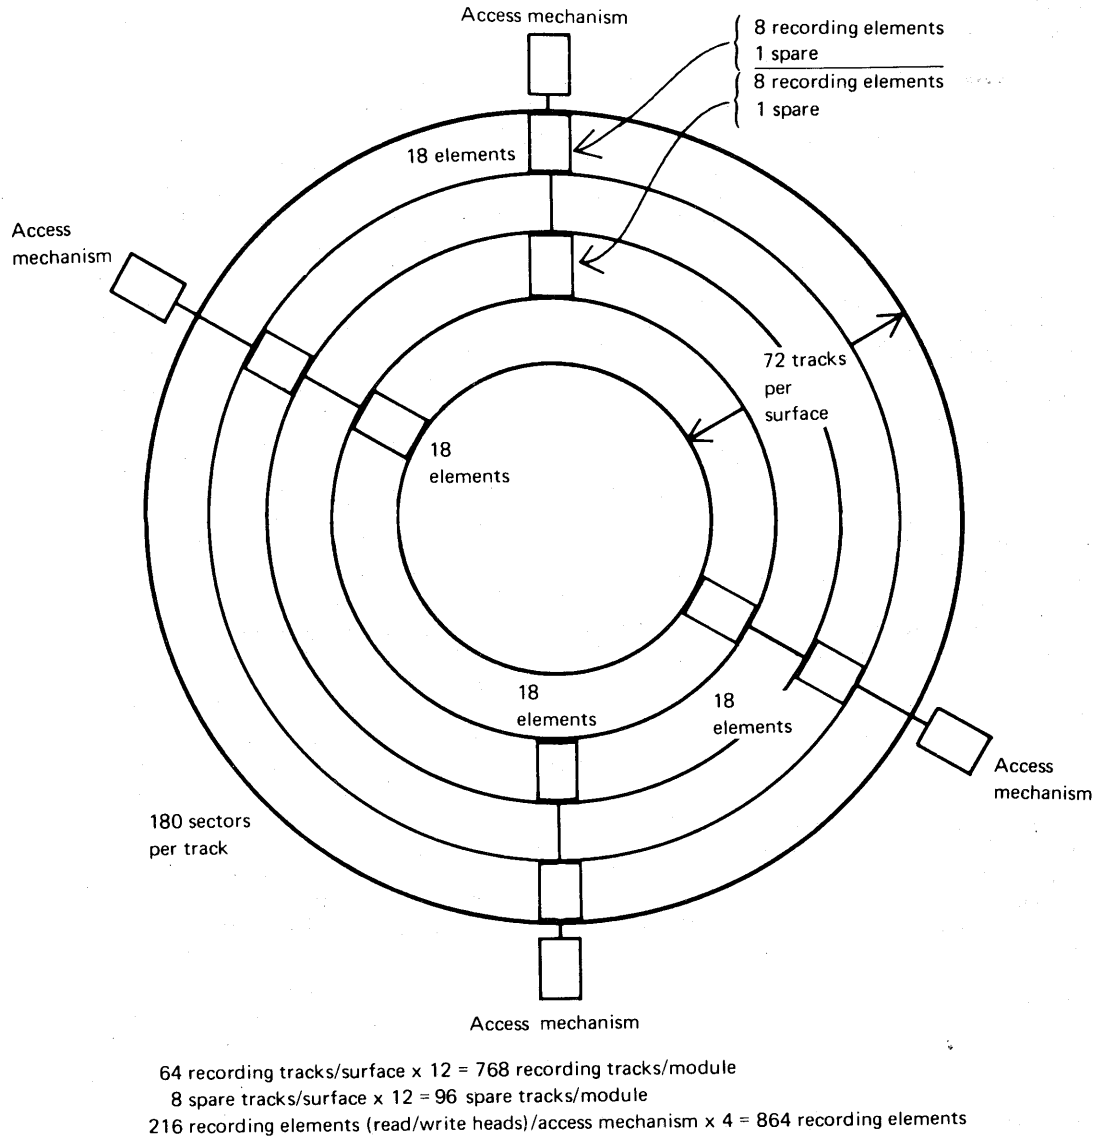 Access mechanism
8 recording elements
1 spare
8 recording elements
1 spare
18 elements
Access
mechanism
72 tracks
per
surface
18
elements
18
elements
18
elements
Access
mechanism
180 sectors
per track
Access mechanism
64 recording tracks/surface x 12 = 768 recording tracks/module
8 spare tracks/surface x 12 = 96 spare tracks/module
216 recording elements (read/write heads)/access mechanism x 4 = 864 recording elements